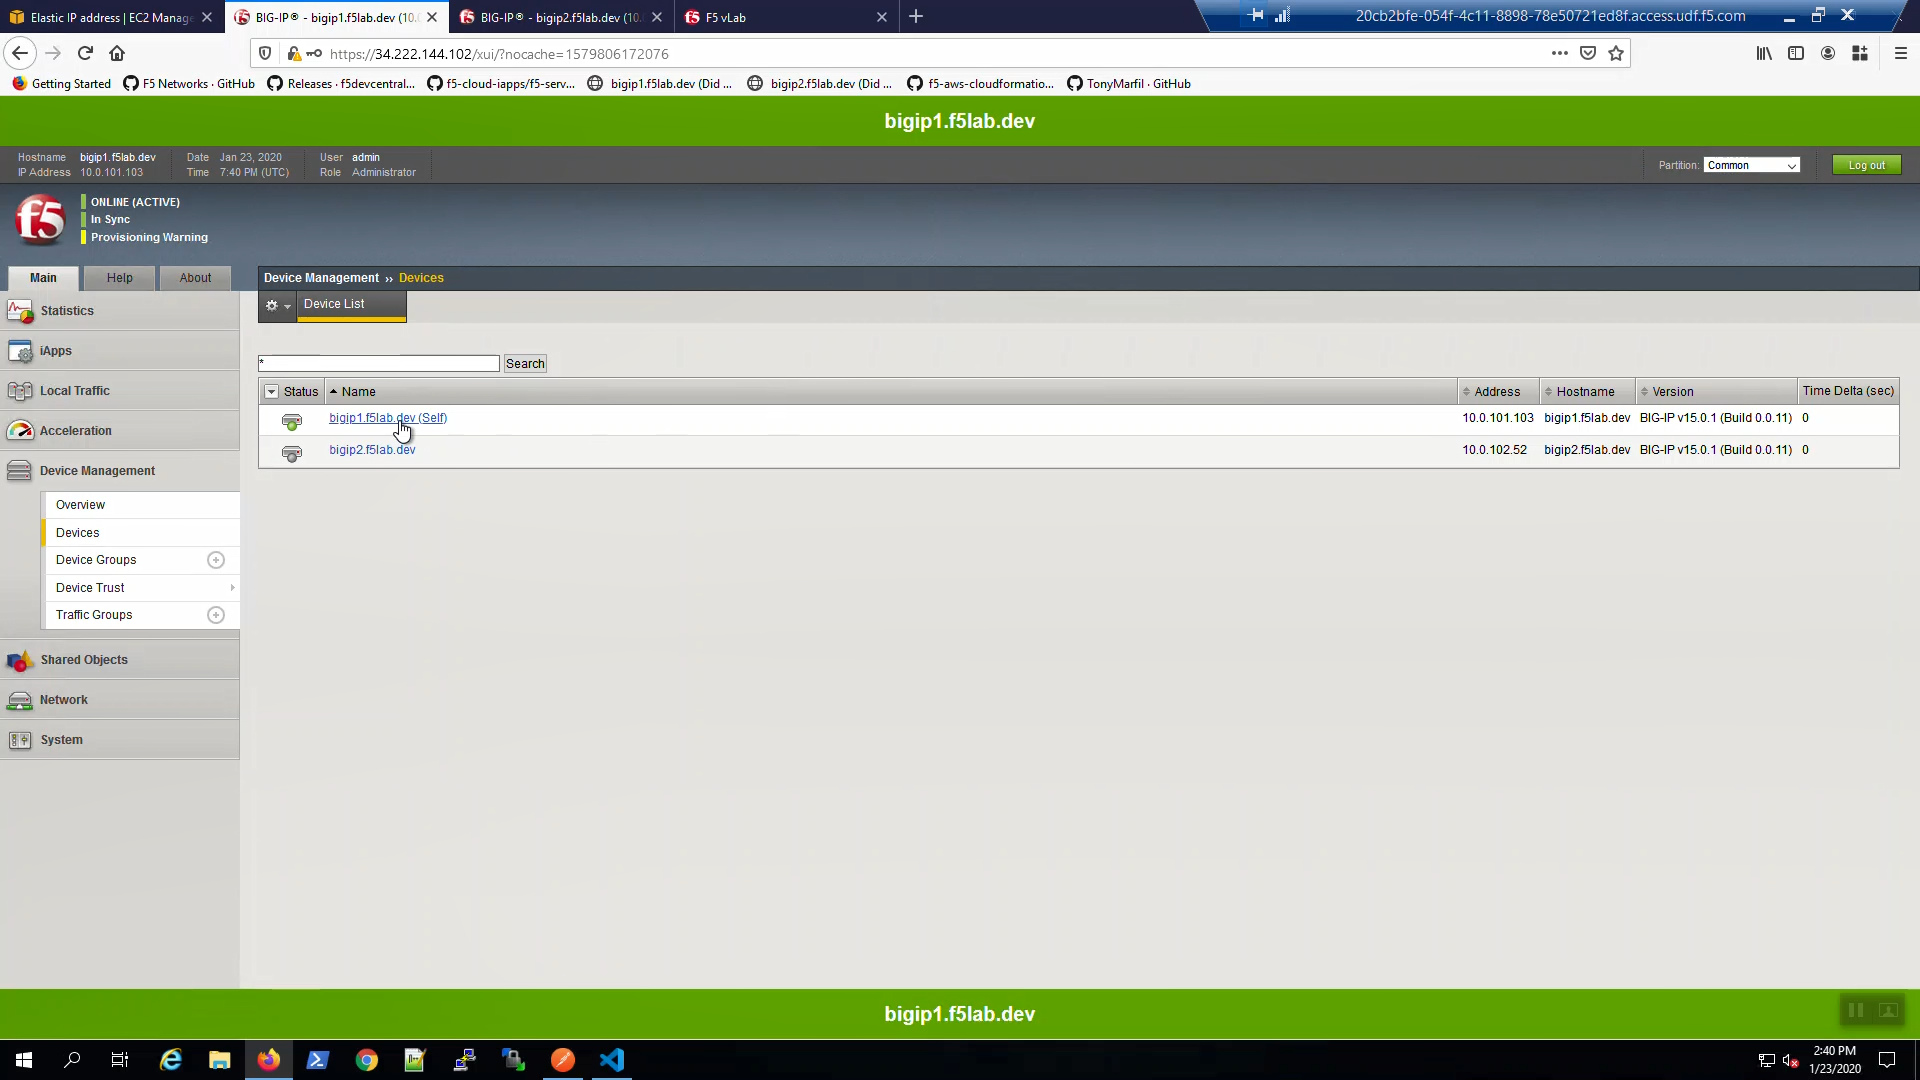 Elastic IP address | EC2 Manage
BIG-IP® - bigip1.f5lab.dev (10.
BIG-IP® - bigip2.f5lab.dev (10.
F5 vLab
20cb2bfe-054f-4c11-8898-78e50721ed8f.access.udf.f5.com
https://34.222.144.102/xui/?nocache=1579806172076
Getting Started
F5 Networks · GitHub
Releases · f5devcentral...
f5-cloud-iapps/f5-serv...
bigip1.f5lab.dev (Did ...
bigip2.f5lab.dev (Did ...
f5-aws-cloudformatio...
TonyMarfil · GitHub
bigip1.f5lab.dev
Hostname bigip1.f5lab.dev
IP Address 10.0.101.103
Date Jan 23, 2020
Time 7:40 PM (UTC)
User admin
Role Administrator
Partition: Common
Log out
f5
ONLINE (ACTIVE)
In Sync
Provisioning Warning
Main Help About
Device Management ›› Devices
Device List
Statistics
iApps
Local Traffic
Acceleration
Device Management
Overview
Devices
Device Groups
Device Trust
Traffic Groups
Shared Objects
Network
System
* Search
Status Name Address Hostname Version Time Delta (sec)
bigip1.f5lab.dev (Self) 10.0.101.103 bigip1.f5lab.dev BIG-IP v15.0.1 (Build 0.0.11) 0
bigip2.f5lab.dev 10.0.102.52 bigip2.f5lab.dev BIG-IP v15.0.1 (Build 0.0.11) 0
bigip1.f5lab.dev
2:40 PM
1/23/2020